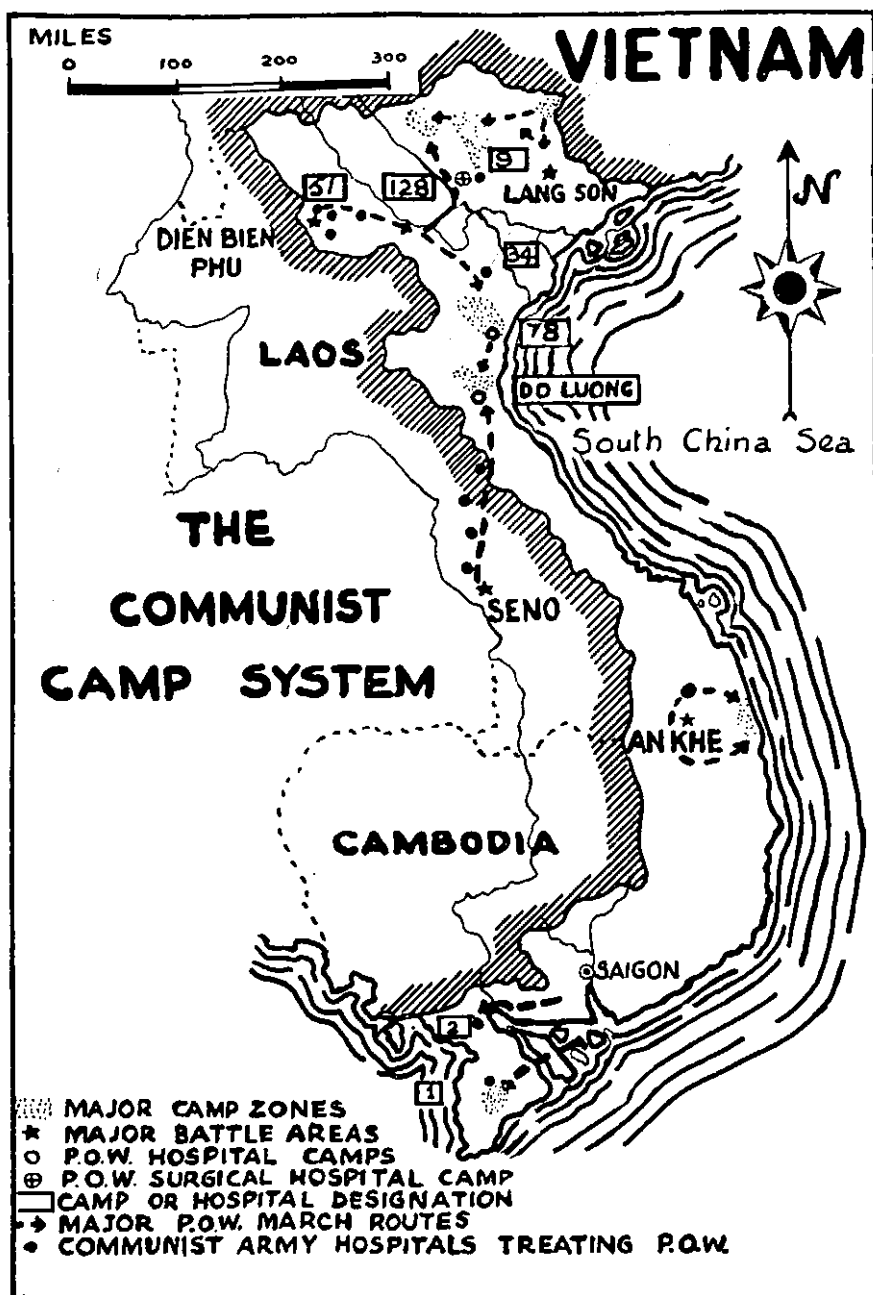 MILES
0 100 200 300
VIETNAM
N
R
9
LANG SON
51
128
DIEN BIEN
PHU
34
78
LAOS
DO LUONG
South China Sea
THE
COMMUNIST
CAMP SYSTEM
SENO
AN KHE
CAMBODIA
SAIGON
2
1
MAJOR CAMP ZONES
MAJOR BATTLE AREAS
P.O.W. HOSPITAL CAMPS
P.O.W. SURGICAL HOSPITAL CAMP
CAMP OR HOSPITAL DESIGNATION
MAJOR P.O.W. MARCH ROUTES
COMMUNIST ARMY HOSPITALS TREATING P.O.W.